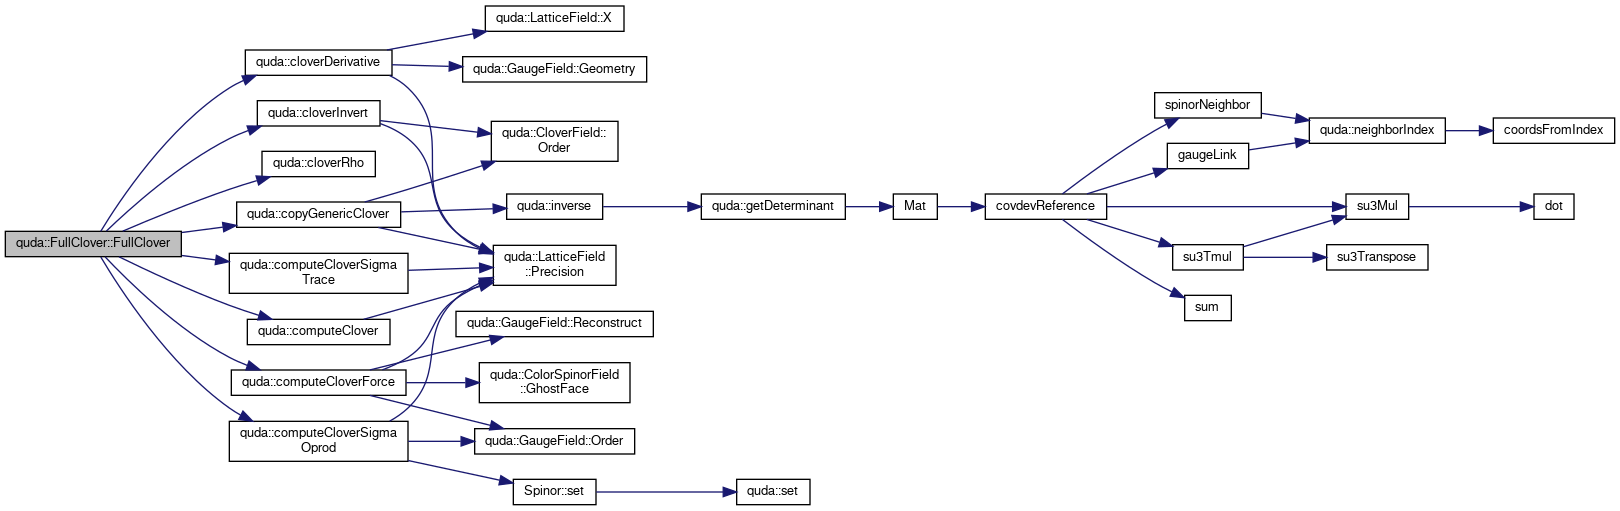 quda::FullClover::FullClover
quda::cloverDerivative
quda::cloverInvert
quda::cloverRho
quda::copyGenericClover
quda::computeCloverSigma
Trace
quda::computeClover
quda::computeCloverForce
quda::computeCloverSigma
Oprod
quda::LatticeField::X
quda::GaugeField::Geometry
quda::CloverField::
Order
quda::inverse
quda::LatticeField
::Precision
quda::GaugeField::Reconstruct
quda::ColorSpinorField
::GhostFace
quda::GaugeField::Order
Spinor::set
quda::getDeterminant
quda::set
Mat
covdevReference
spinorNeighbor
gaugeLink
su3Tmul
sum
quda::neighborIndex
su3Mul
su3Transpose
coordsFromIndex
dot